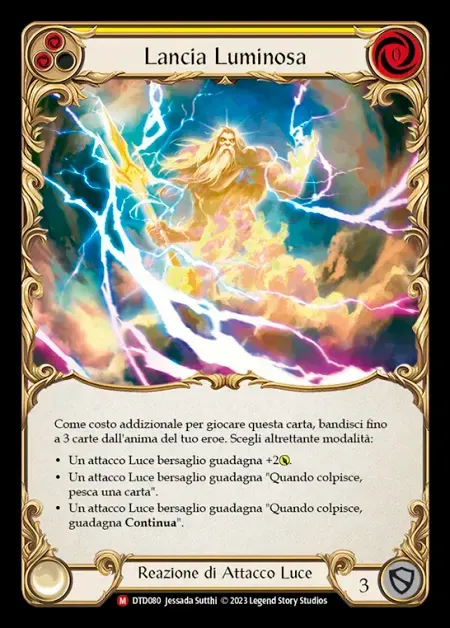 Lancia Luminosa
0
Come costo addizionale per giocare questa carta, bandisci fino
a 3 carte dall'anima del tuo eroe. Scegli altrettante modalità:
• Un attacco Luce bersaglio guadagna +2.
• Un attacco Luce bersaglio guadagna "Quando colpisce,
pesca una carta".
• Un attacco Luce bersaglio guadagna "Quando colpisce,
guadagna Continua".
Reazione di Attacco Luce
3
M DTD080 Jessada Sutthi © 2023 Legend Story Studios